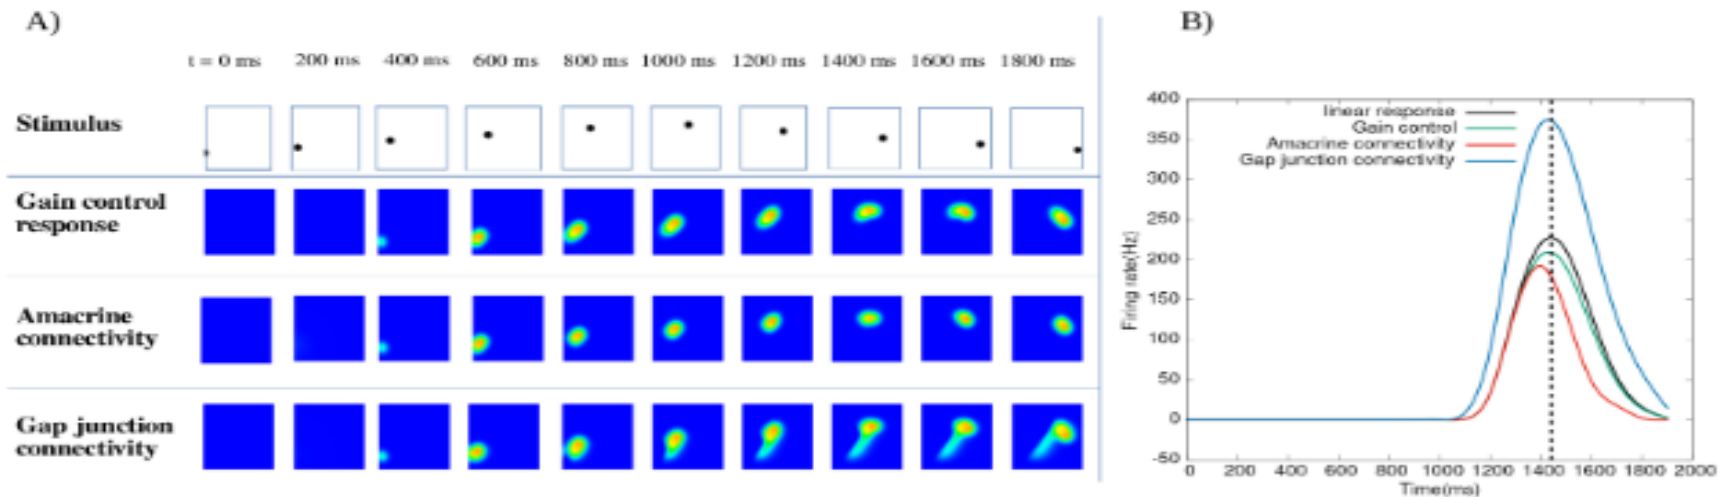 A)
t = 0 ms 200 ms 400 ms 600 ms 800 ms 1000 ms 1200 ms 1400 ms 1600 ms 1800 ms
Stimulus
Gain control
response
Amacrine
connectivity
Gap junction
connectivity
B)
400
350
300
250
200
150
100
50
0
-50
0 200 400 600 800 1000 1200 1400 1600 1800 2000
Firing rate(Hz)
Time(ms)
linear response
Gain control
Amacrine connectivity
Gap junction connectivity